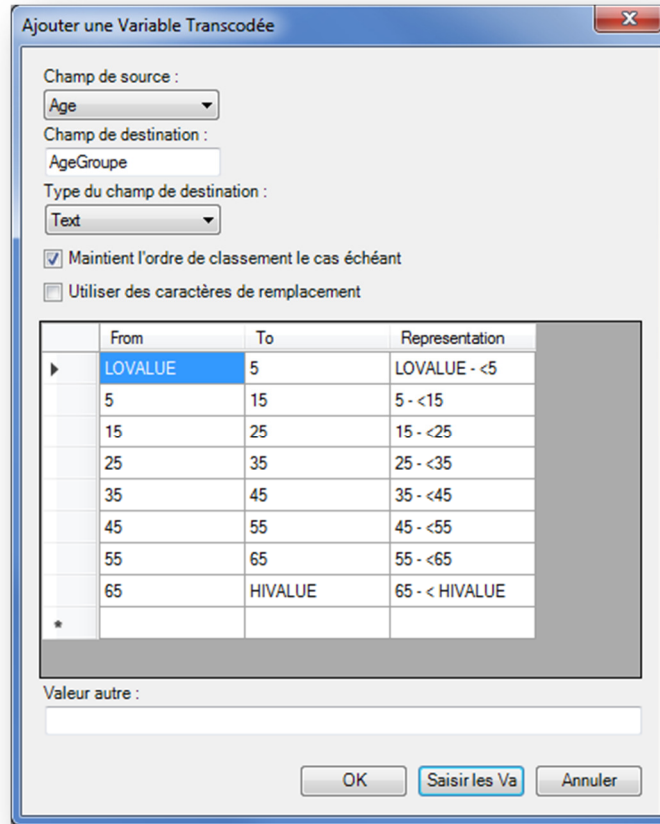 Ajouter une Variable Transcodée
Champ de source :
Age
Champ de destination :
AgeGroupe
Type du champ de destination :
Text
Maintient l'ordre de classement le cas échéant
Utiliser des caractères de remplacement
From To Representation
LOVALUE 5 LOVALUE - <5
5 15 5 - <15
15 25 15 - <25
25 35 25 - <35
35 45 35 - <45
45 55 45 - <55
55 65 55 - <65
65 HIVALUE 65 - < HIVALUE
*
Valeur autre :
OK Saisir les Va Annuler